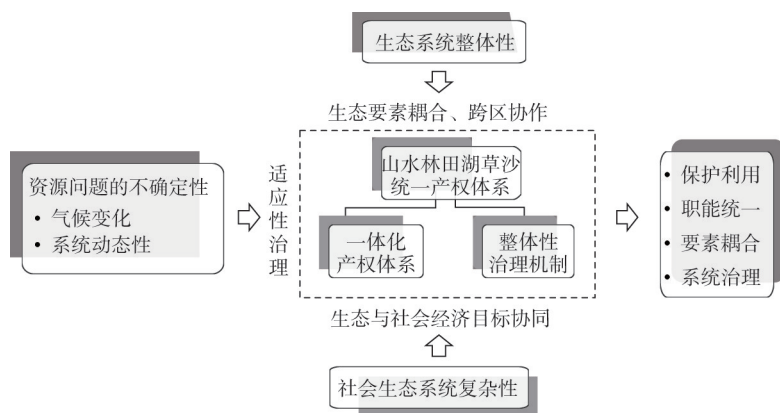 生态系统整体性
生态要素耦合、跨区协作
资源问题的不确定性
• 气候变化
• 系统动态性
适应性治理
山水林田湖草沙
统一产权体系
一体化
产权体系
整体性
治理机制
• 保护利用
• 职能统一
• 要素耦合
• 系统治理
生态与社会经济目标协同
社会生态系统复杂性